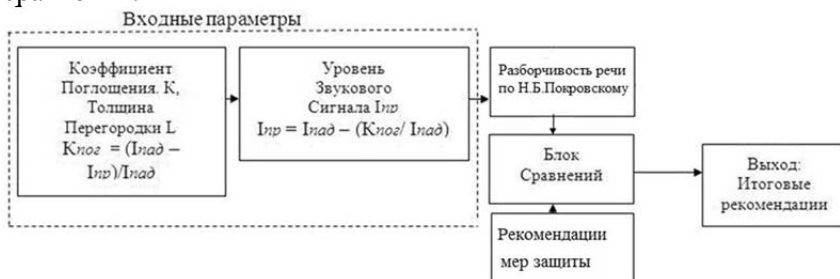 Входные параметры
Коэффициент
Поглощения. К,
Толщина
Перегородки L
Кпог = (Iпад –
Iпр)/Iпад
Уровень
Звукового
Сигнала Iпр
Iпр = Iпад – (Кпог/ Iпад)
Разборчивость речи
по Н.Б.Покровскому
Блок
Сравнений
Рекомендации
мер защиты
Выход:
Итоговые
рекомендации